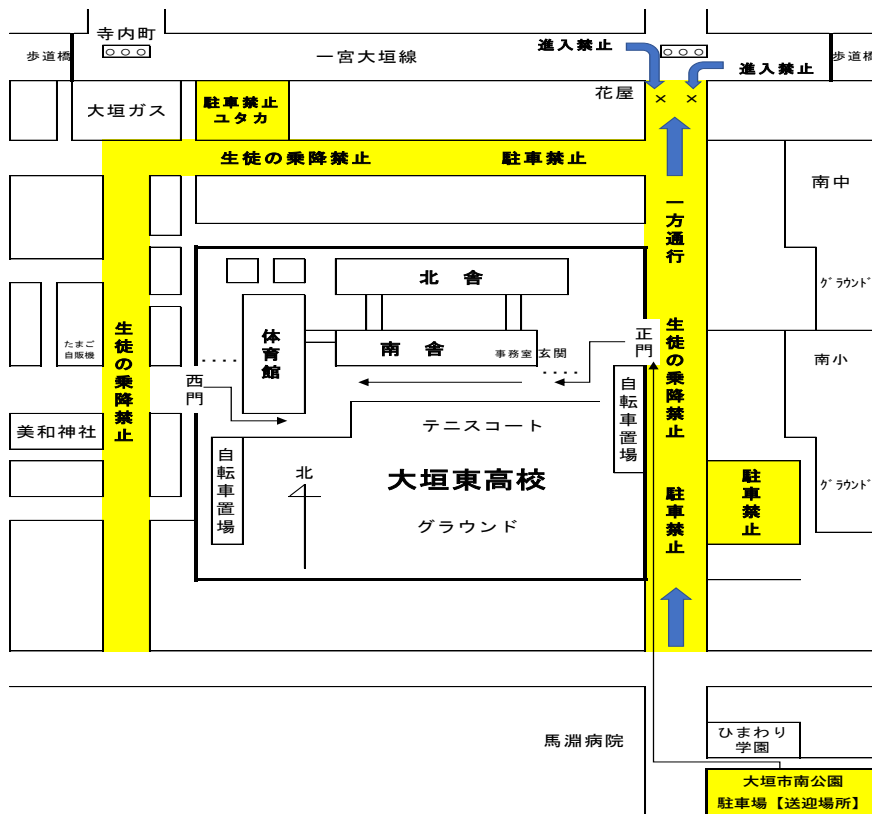 寺内町
歩道橋
一宮大垣線
進入禁止
進入禁止
歩道橋
大垣ガス
駐車禁止
ユタカ
花屋
× ×
生徒の乗降禁止
駐車禁止
南中
一方通行
グラウンド
北 舎
体育館
南 舎
事務室
玄関
正門
生徒の乗降禁止
生徒の乗降禁止
たまご
自販機
西門
南小
自転車置場
美和神社
テニスコート
自転車置場
北
大垣東高校
グラウンド
駐車禁止
駐車禁止
グラウンド
馬淵病院
ひまわり
学園
大垣市南公園
駐車場【送迎場所】